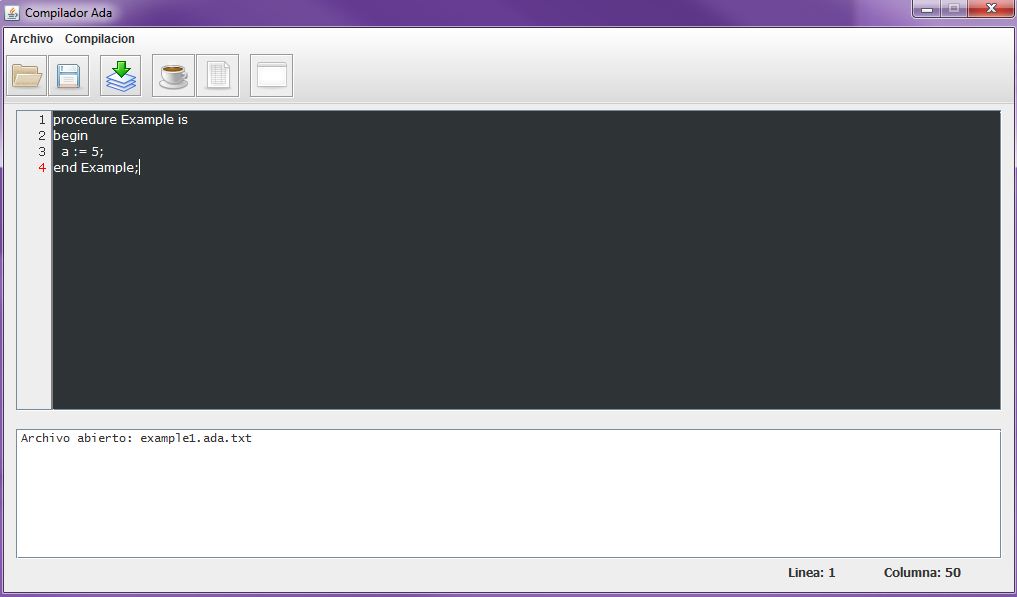 Compilador Ada
Archivo Compilacion
1 procedure Example is
2 begin
3 a := 5;
4 end Example;
Archivo abierto: example1.ada.txt
Linea: 1 Columna: 50